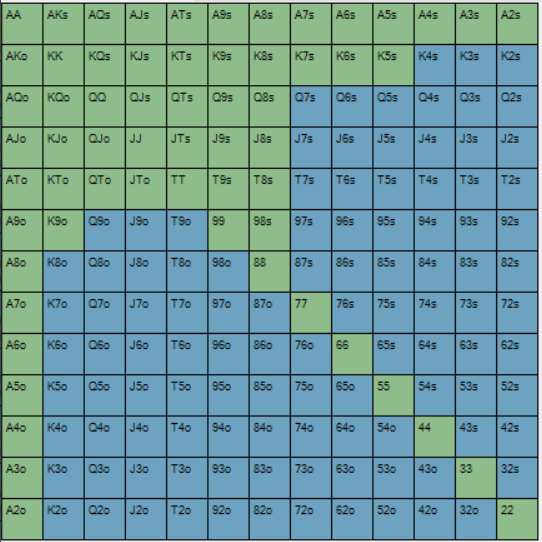 AA AKs AQs AJs ATs A9s A8s A7s A6s A5s A4s A3s A2s
AKo KK KQs KJs KTs K9s K8s K7s K6s K5s K4s K3s K2s
AQo KQo QQ QJs QTs Q9s Q8s Q7s Q6s Q5s Q4s Q3s Q2s
AJo KJo QJo JJ JTs J9s J8s J7s J6s J5s J4s J3s J2s
ATo KTo QTo JTo TT T9s T8s T7s T6s T5s T4s T3s T2s
A9o K9o Q9o J9o T9o 99 98s 97s 96s 95s 94s 93s 92s
A8o K8o Q8o J8o T8o 98o 88 87s 86s 85s 84s 83s 82s
A7o K7o Q7o J7o T7o 97o 87o 77 76s 75s 74s 73s 72s
A6o K6o Q6o J6o T6o 96o 86o 76o 66 65s 64s 63s 62s
A5o K5o Q5o J5o T5o 95o 85o 75o 65o 55 54s 53s 52s
A4o K4o Q4o J4o T4o 94o 84o 74o 64o 54o 44 43s 42s
A3o K3o Q3o J3o T3o 93o 83o 73o 63o 53o 43o 33 32s
A2o K2o Q2o J2o T2o 92o 82o 72o 62o 52o 42o 32o 22